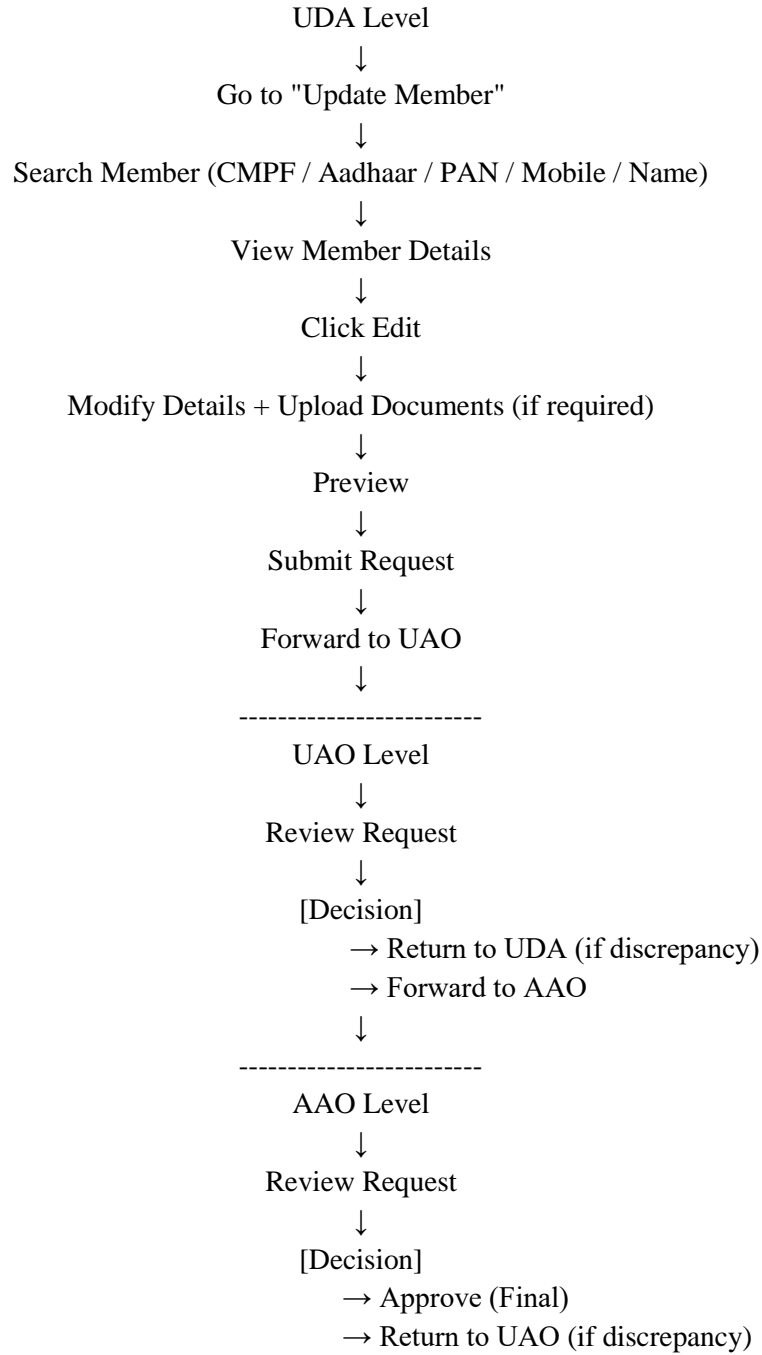 UDA Level
↓
Go to "Update Member"
↓
Search Member (CMPF / Aadhaar / PAN / Mobile / Name)
↓
View Member Details
↓
Click Edit
↓
Modify Details + Upload Documents (if required)
↓
Preview
↓
Submit Request
↓
Forward to UAO
↓
-------------------------
UAO Level
↓
Review Request
↓
[Decision]
→ Return to UDA (if discrepancy)
→ Forward to AAO
↓
-------------------------
AAO Level
↓
Review Request
↓
[Decision]
→ Approve (Final)
→ Return to UAO (if discrepancy)